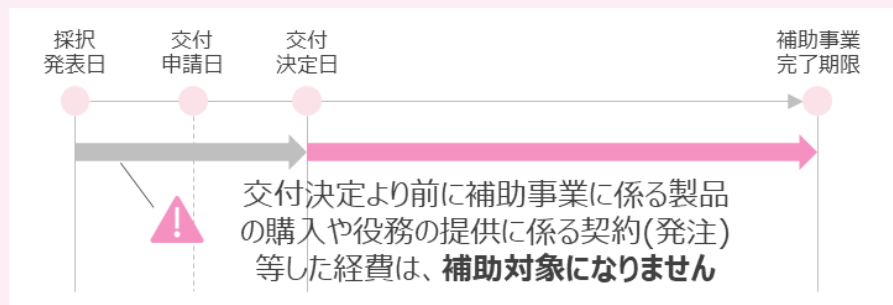 採択
発表日
交付
申請日
交付
決定日
補助事業
完了期限
交付決定より前に補助事業に係る製品
の購入や役務の提供に係る契約(発注)
等した経費は、補助対象になりません